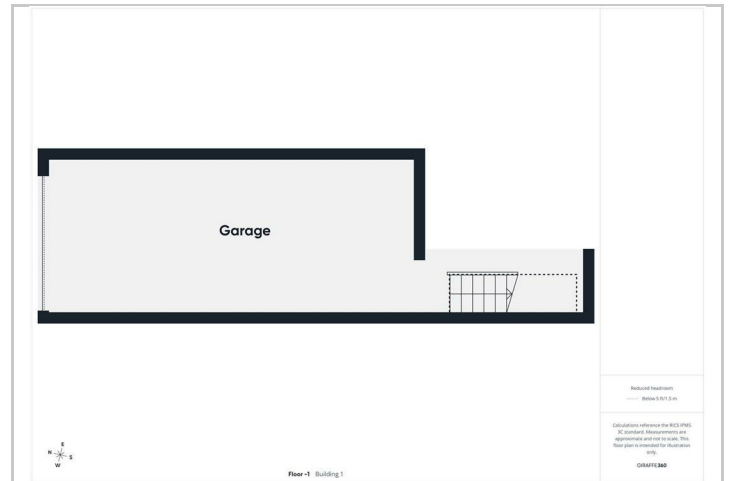 Garage
Reduced headroom
Below 5 ft/1.5 m
Calculations reference the RICS IPMS
3C standard. Measurements are
approximate and not to scale. This
floor plan is intended for illustration
only.
GIRAFFE360
E
N
S
W
Floor -1 Building 1